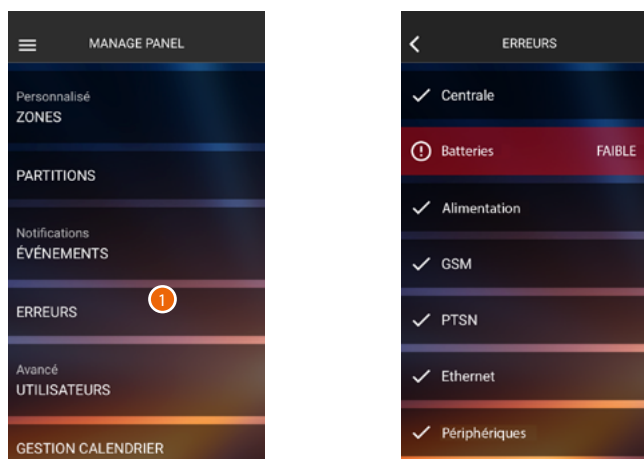 MANAGE PANEL
Personnalisé
ZONES
PARTITIONS
Notifications
ÉVÉNEMENTS
ERREURS
1
Avancé
UTILISATEURS
GESTION CALENDRIER
ERREURS
Centrale
Batteries FAIBLE
Alimentation
GSM
PTSN
Ethernet
Périphériques